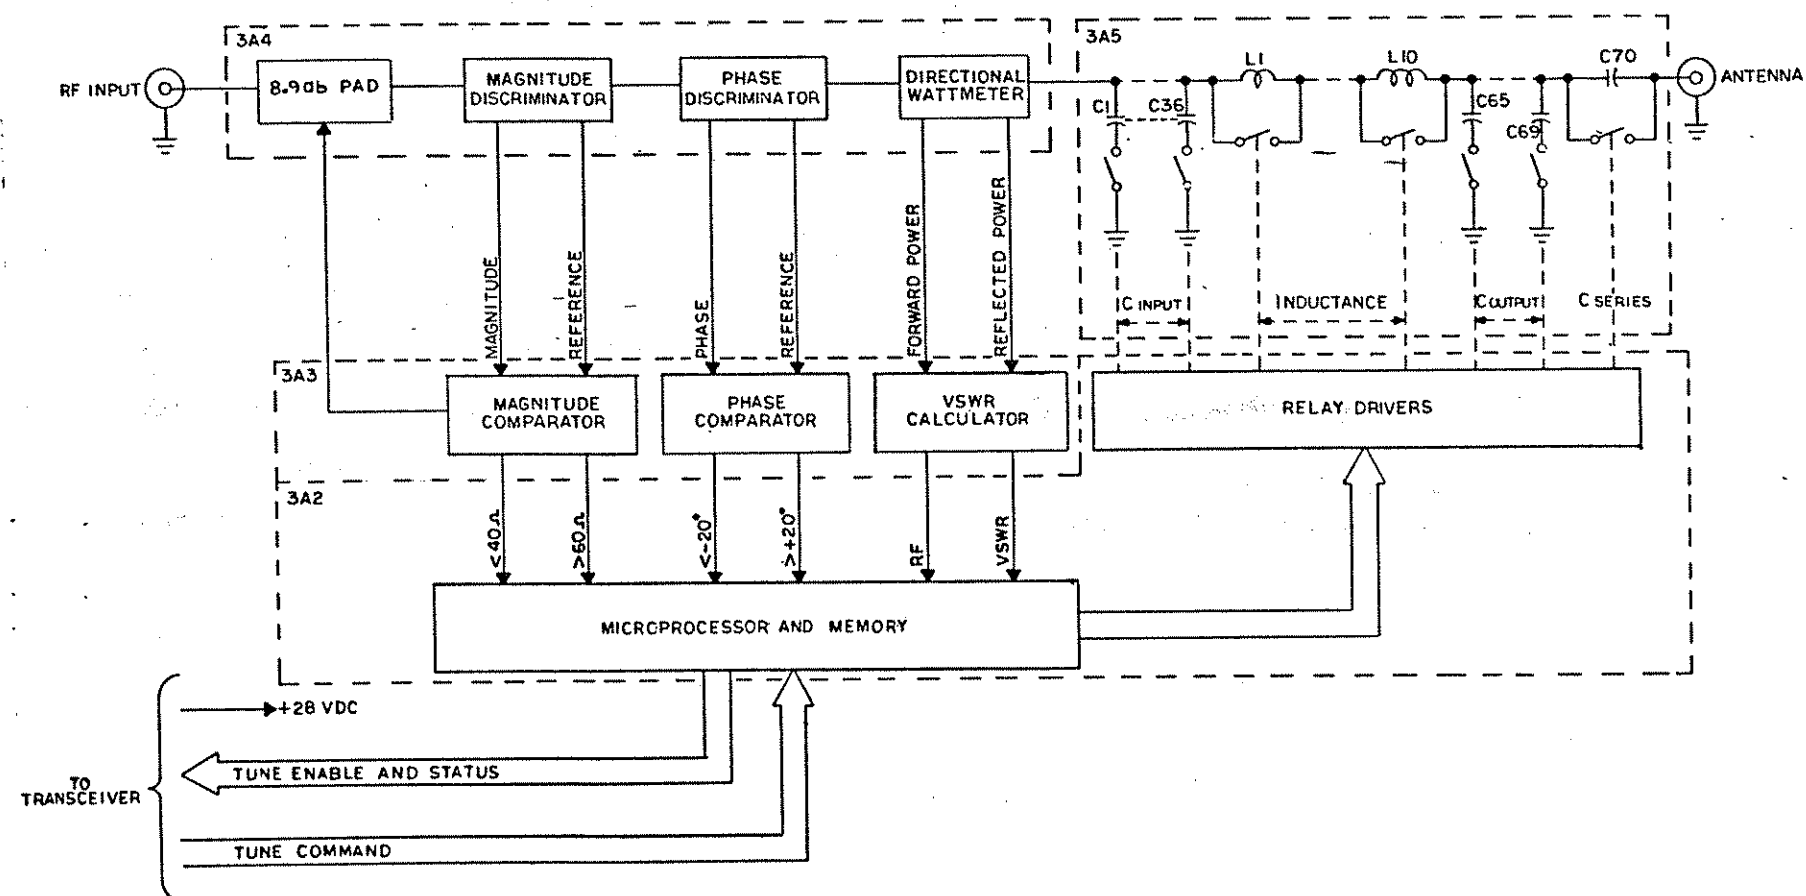 3A4
3A5
RF INPUT
8.9db PAD
MAGNITUDE
DISCRIMINATOR
PHASE
DISCRIMINATOR
DIRECTIONAL
WATTMETER
C1
C36
L1
L10
C65
C69
C70
ANTENNA
MAGNITUDE
REFERENCE
PHASE
REFERENCE
FORWARD POWER
REFLECTED POWER
C INPUT
INDUCTANCE
C OUTPUT
C SERIES
3A3
MAGNITUDE
COMPARATOR
PHASE
COMPARATOR
VSWR
CALCULATOR
RELAY DRIVERS
3A2
<40Ω
>60Ω
<-20°
>+20°
RF
VSWR
MICROPROCESSOR AND MEMORY
+28 VDC
TUNE ENABLE AND STATUS
TO
TRANSCEIVER
TUNE COMMAND